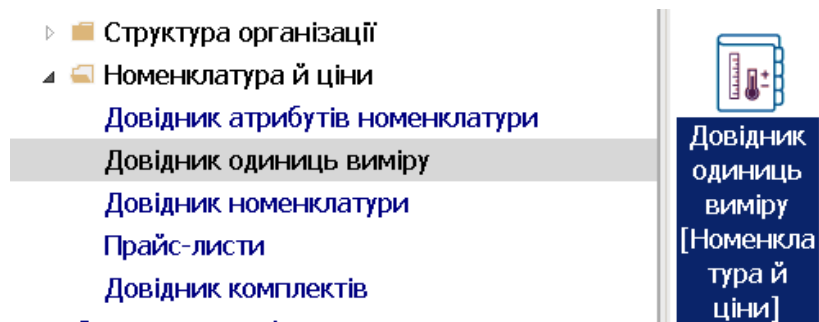 Структура організації
Номенклатура й ціни
Довідник атрибутів номенклатури
Довідник одиниць виміру
Довідник номенклатури
Прайс-листи
Довідник комплектів
Довідник
одиниць
виміру
[Номенкла
тура й
ціни]